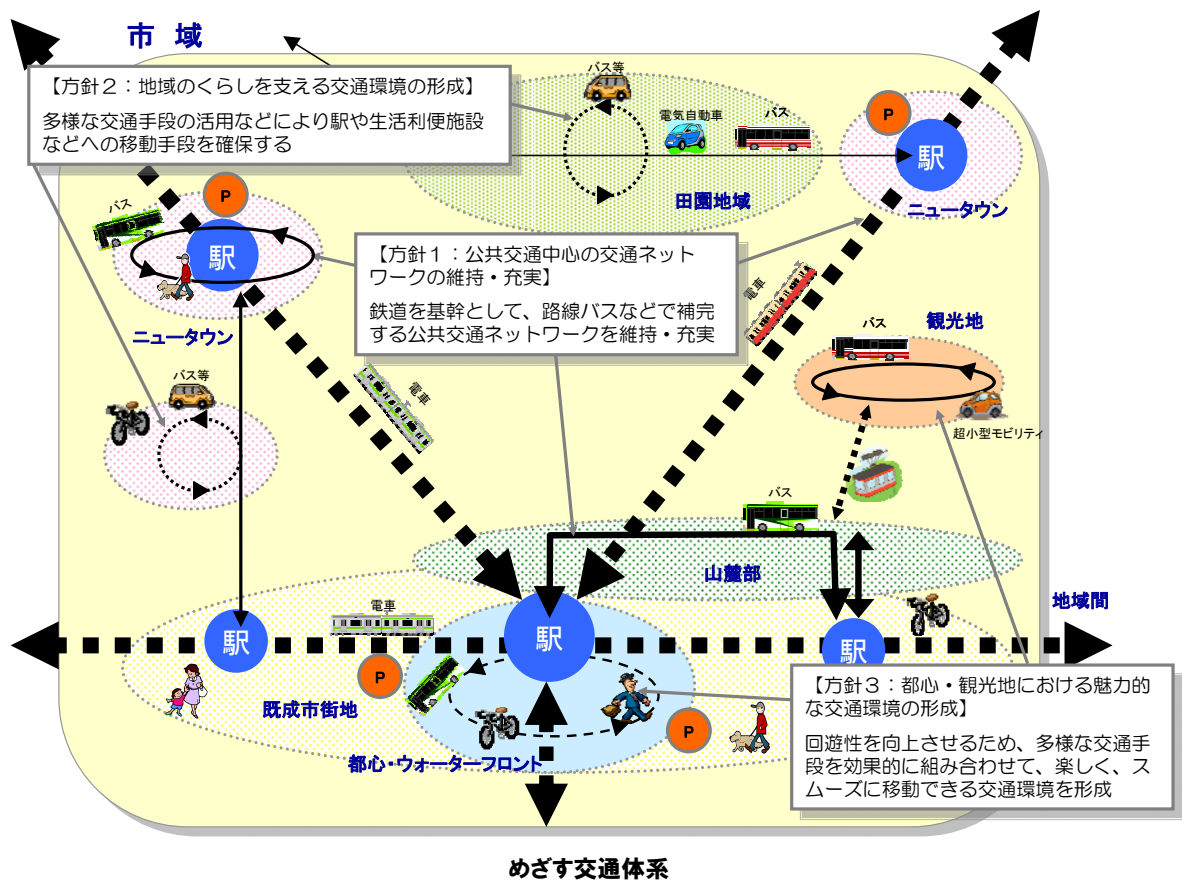 市 域
【方針２：地域のくらしを支える交通環境の形成】
多様な交通手段の活用などにより駅や生活利便施設
などへの移動手段を確保する
バス等
電気自動車
バス
P
駅
田園地域
ニュータウン
P
バス
駅
ニュータウン
【方針１：公共交通中心の交通ネット
ワークの維持・充実】
鉄道を基幹として、路線バスなどで補完
する公共交通ネットワークを維持・充実
電車
電車
バス
観光地
超小型モビリティ
バス等
バス
山麓部
地域間
電車
駅
駅
駅
P
既成市街地
P
都心・ウォーターフロント
【方針３：都心・観光地における魅力的
な交通環境の形成】
回遊性を向上させるため、多様な交通手
段を効果的に組み合わせて、楽しく、ス
ムーズに移動できる交通環境を形成
めざす交通体系